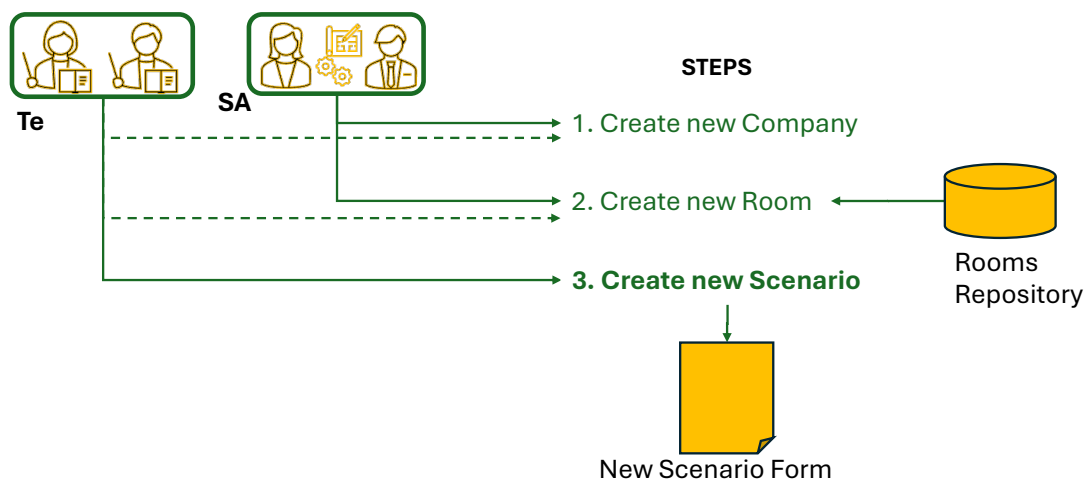 Te
SA
STEPS
1. Create new Company
2. Create new Room
3. Create new Scenario
Rooms
Repository
New Scenario Form